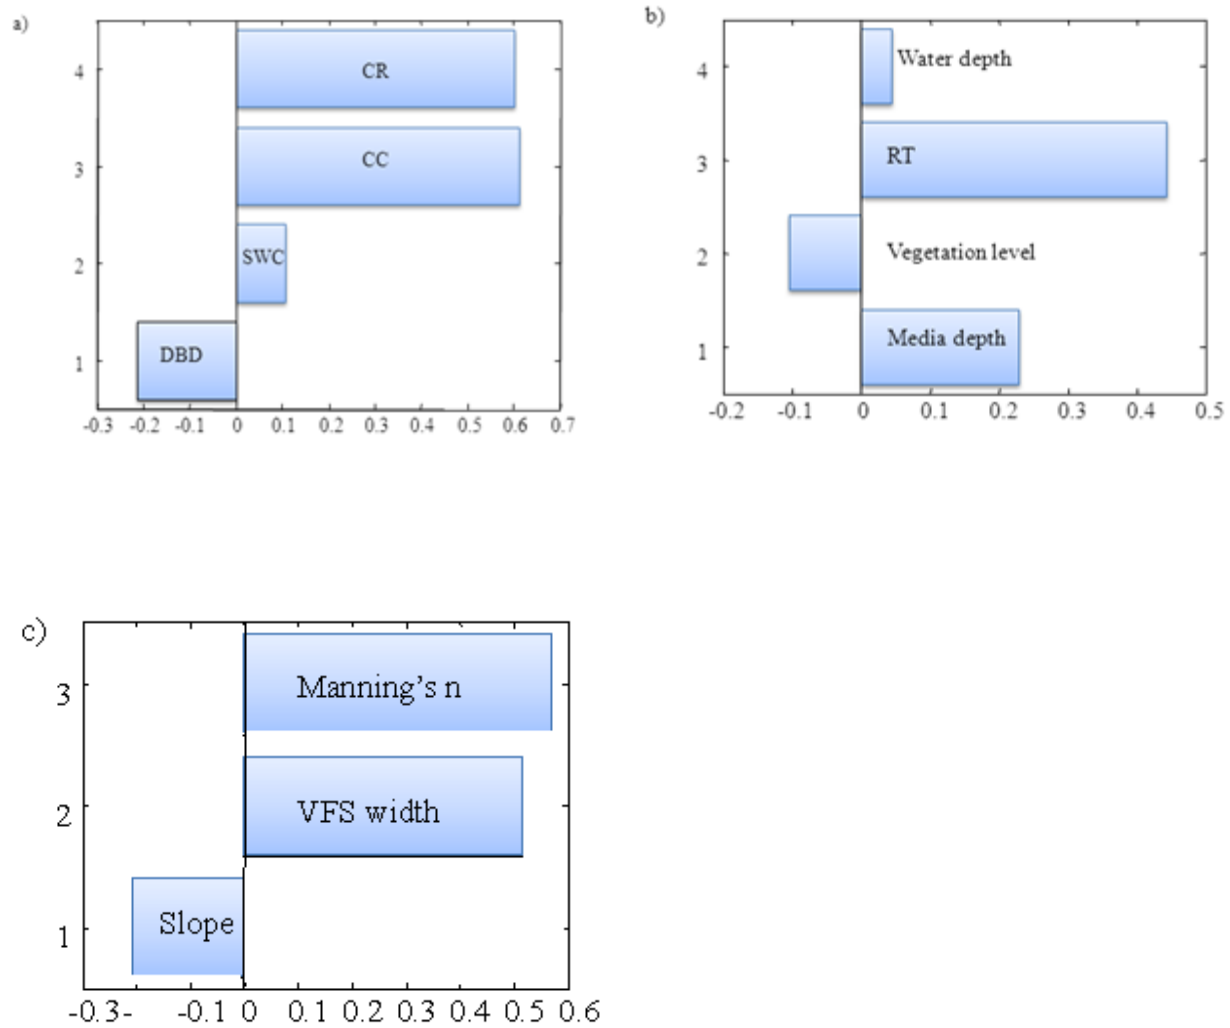 a)
4
CR
3
CC
2
SWC
1
DBD
-0.3 -0.2 -0.1 0 0.1 0.2 0.3 0.4 0.5 0.6 0.7
b)
4
Water depth
3
RT
2
Vegetation level
1
Media depth
-0.2 -0.1 0 0.1 0.2 0.3 0.4 0.5
c)
3
Manning's n
2
VFS width
1
Slope
-0.3- -0.1 0 0.1 0.2 0.3 0.4 0.5 0.6